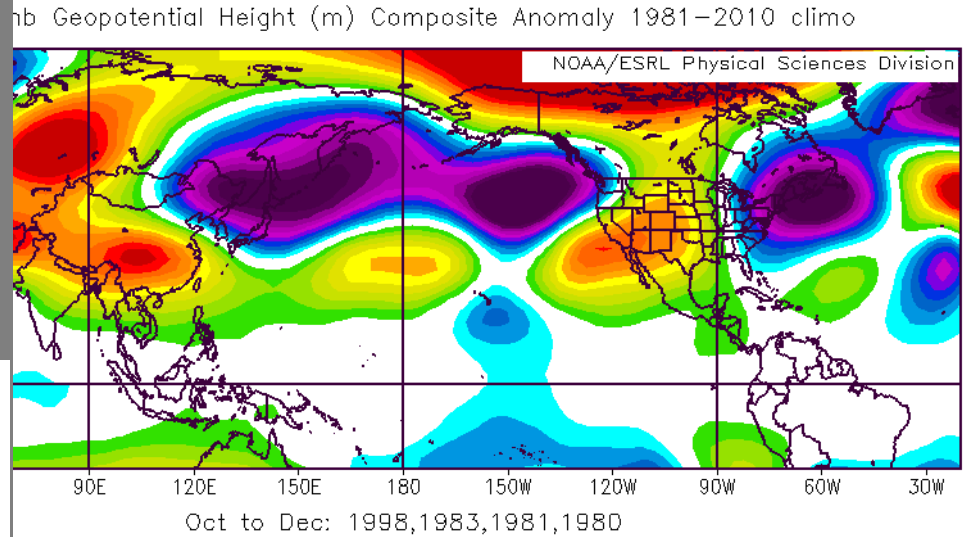 mb Geopotential Height (m) Composite Anomaly 1981-2010 climo
NOAA/ESRL Physical Sciences Division
90E 120E 150E 180 150W 120W 90W 60W 30W
Oct to Dec: 1998,1983,1981,1980